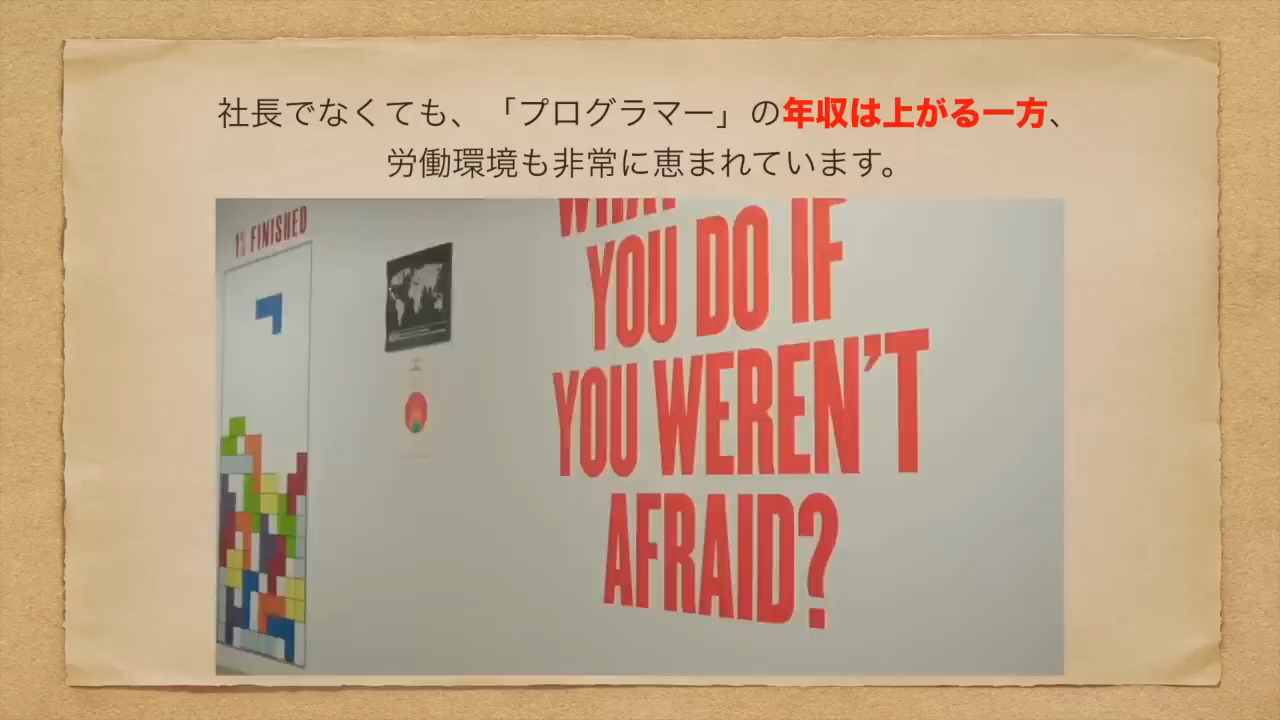 社長でなくても、「プログラマー」の年収は上がる一方、
労働環境も非常に恵まれています。
1% FINISHED
WHAT
YOU DO IF
YOU WEREN'T
AFRAID?